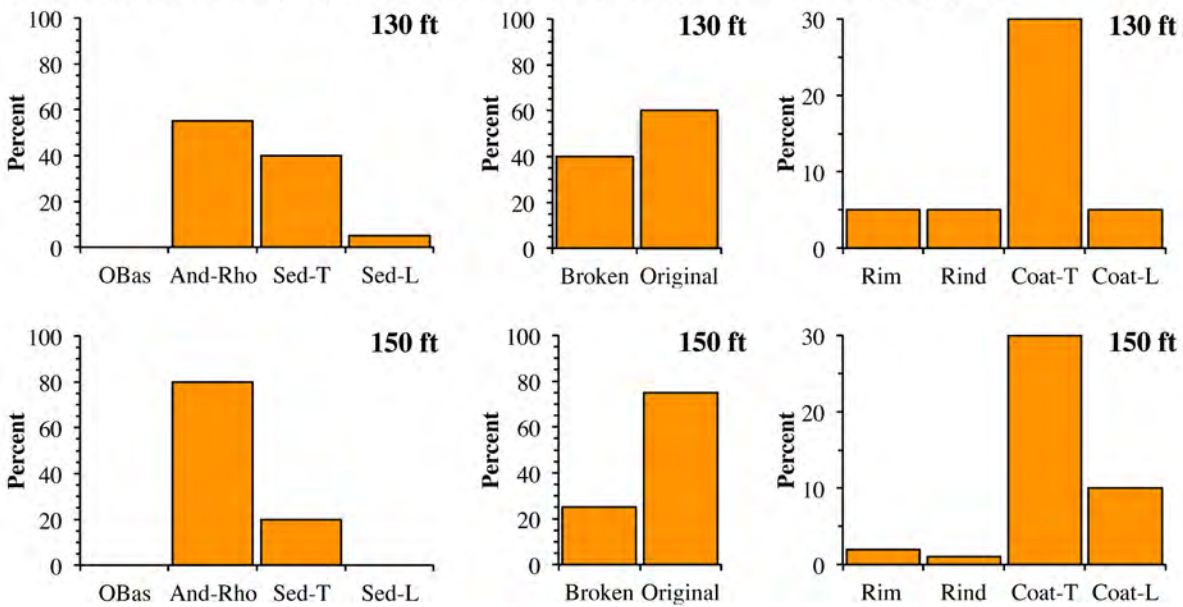 100
80
60
40
20
0
Percent
130 ft
OBas And-Rho Sed-T Sed-L
100
80
60
40
20
0
Percent
130 ft
Broken Original
30
20
10
0
Percent
130 ft
Rim Rind Coat-T Coat-L
100
80
60
40
20
0
Percent
150 ft
OBas And-Rho Sed-T Sed-L
100
80
60
40
20
0
Percent
150 ft
Broken Original
30
20
10
0
Percent
150 ft
Rim Rind Coat-T Coat-L